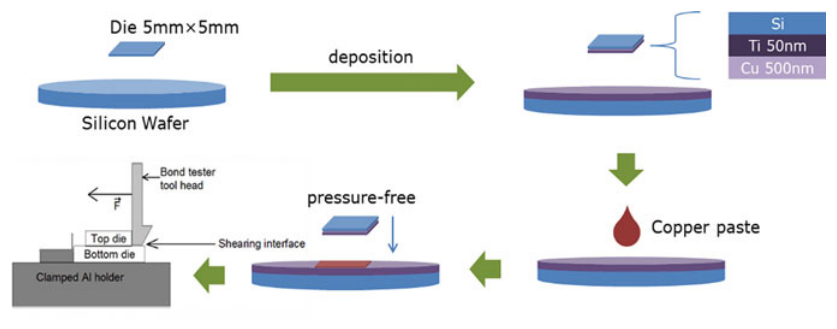 Die 5mm×5mm
Silicon Wafer
deposition
Si
Ti 50nm
Cu 500nm
Copper paste
pressure-free
Bond tester
tool head
F
Top die
Bottom die
Shearing interface
Clamped Al holder